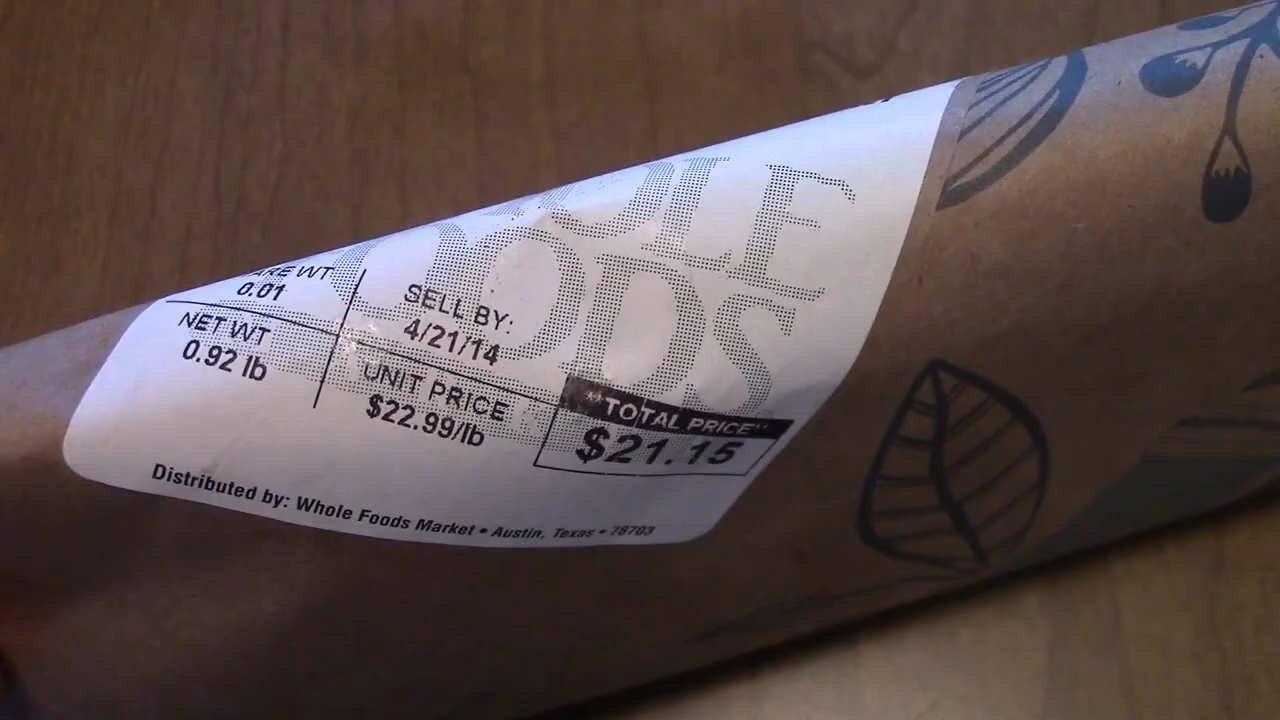 WT
0.01
SELL BY:
4/21/14
NET WT
0.92 lb
UNIT PRICE
$22.99/lb
**TOTAL PRICE**
$21.15
Distributed by: Whole Foods Market • Austin, Texas • 78703